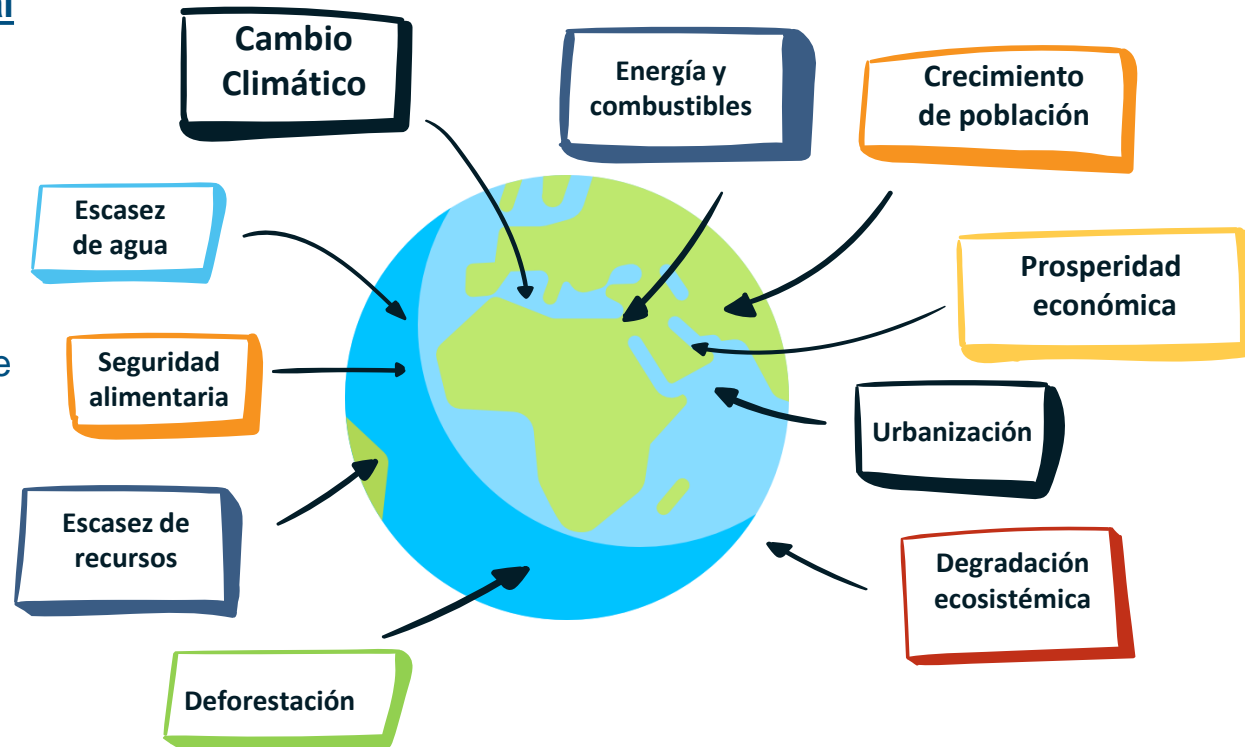 al
Cambio
Climático
Energía y
combustibles
Crecimiento
de población
Escasez
de agua
Prosperidad
económica
e
Seguridad
alimentaria
Urbanización
Escasez de
recursos
Degradación
ecosistémica
Deforestación